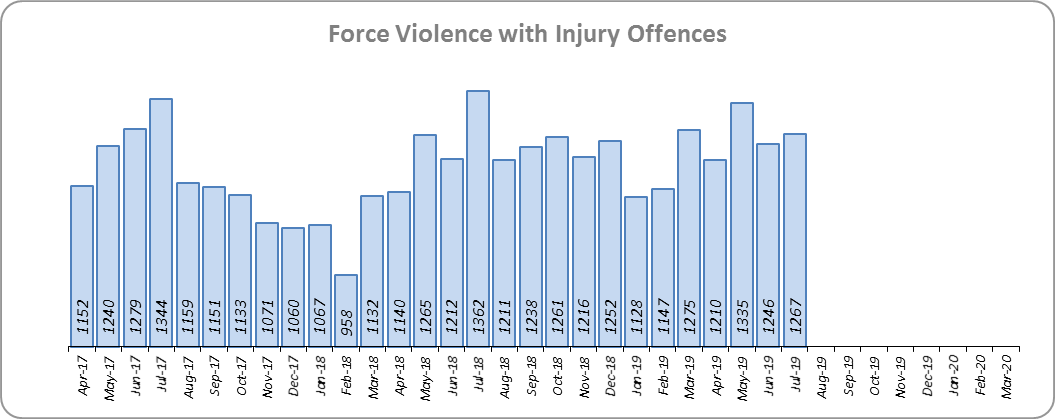 Force Violence with Injury Offences
1152 1240 1279 1344 1159 1151 1133 1071 1060 1067 958 1132 1140 1265 1212 1362 1211 1238 1261 1216 1252 1128 1147 1275 1210 1335 1246 1267
Apr-17 May-17 Jun-17 Jul-17 Aug-17 Sep-17 Oct-17 Nov-17 Dec-17 Jan-18 Feb-18 Mar-18 Apr-18 May-18 Jun-18 Jul-18 Aug-18 Sep-18 Oct-18 Nov-18 Dec-18 Jan-19 Feb-19 Mar-19 Apr-19 May-19 Jun-19 Jul-19 Aug-19 Sep-19 Oct-19 Nov-19 Dec-19 Jan-20 Feb-20 Mar-20